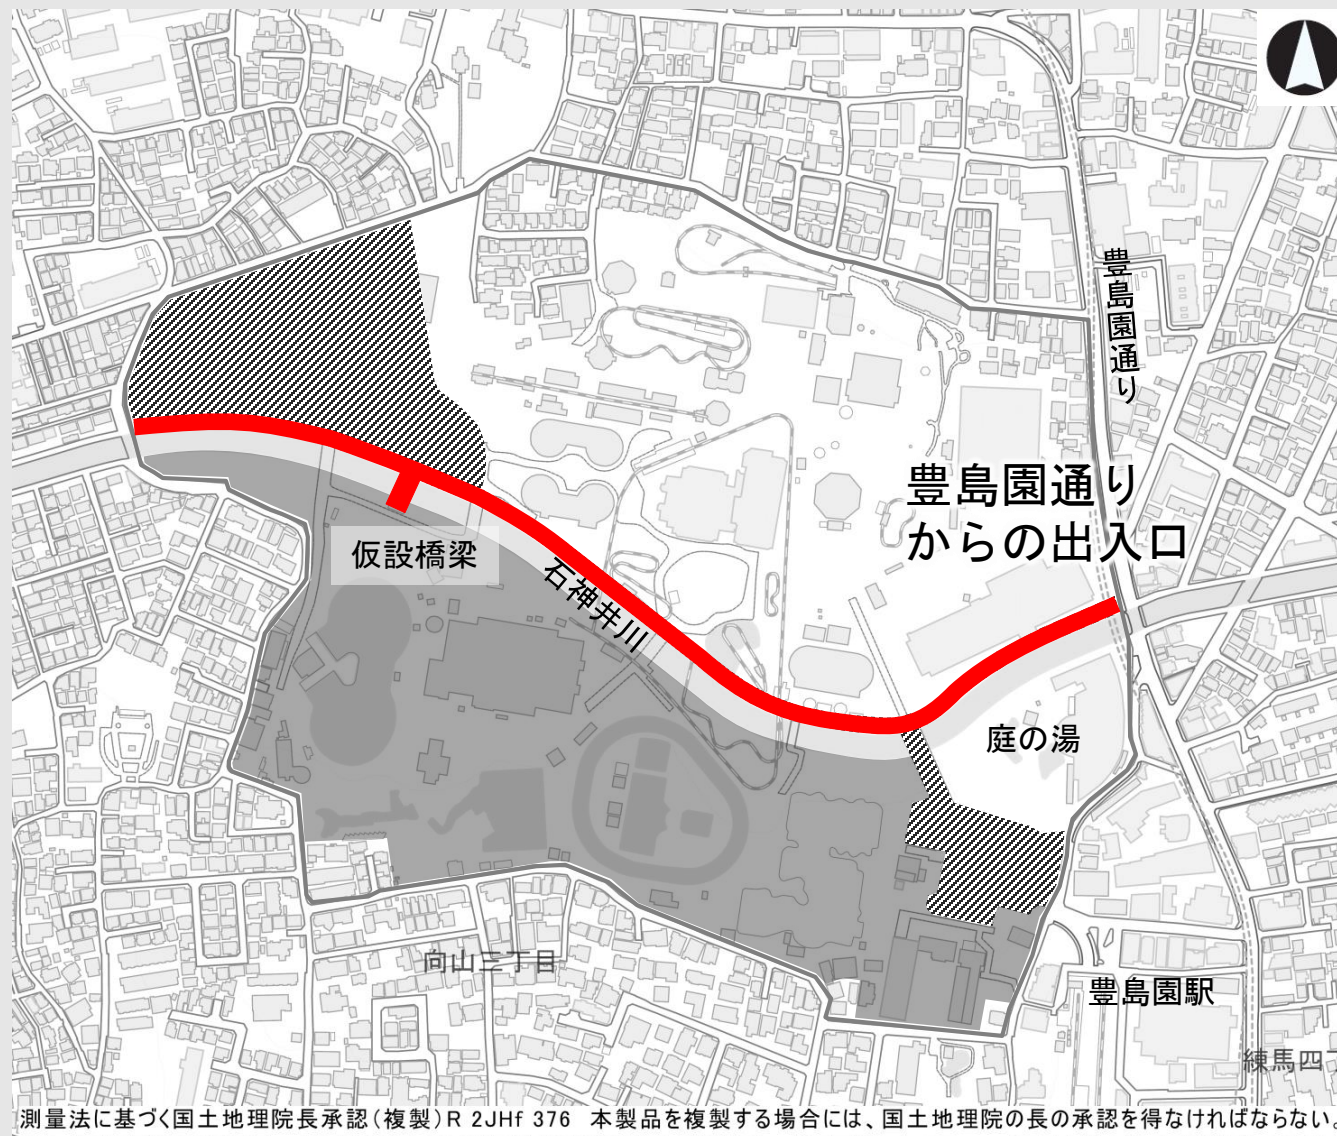 豊島園通り
豊島園通り
からの出入口
仮設橋梁
石神井川
庭の湯
向山三丁目
豊島園駅
練馬四丁
測量法に基づく国土地理院長承認(複製)R 2JHf 376 本製品を複製する場合には、国土地理院の長の承認を得なければならない。